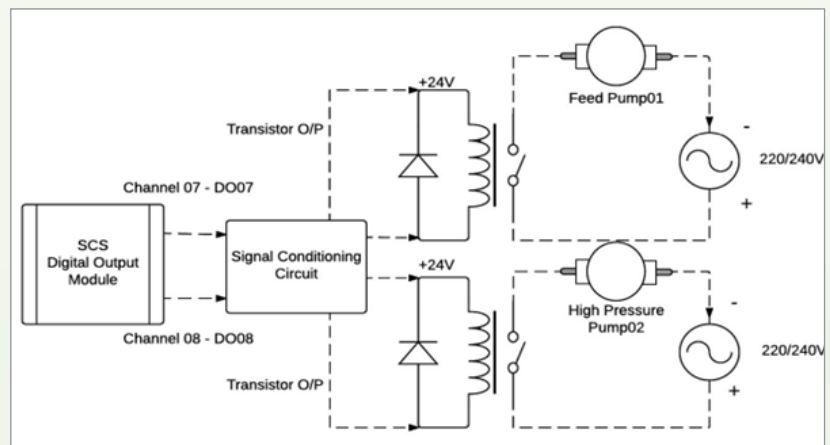 +24V
Transistor O/P
Feed Pump01
-
220/240V
+
Channel 07 - DO07
SCS
Digital Output
Module
Signal Conditioning
Circuit
Channel 08 - DO08
+24V
Transistor O/P
High Pressure
Pump02
-
220/240V
+